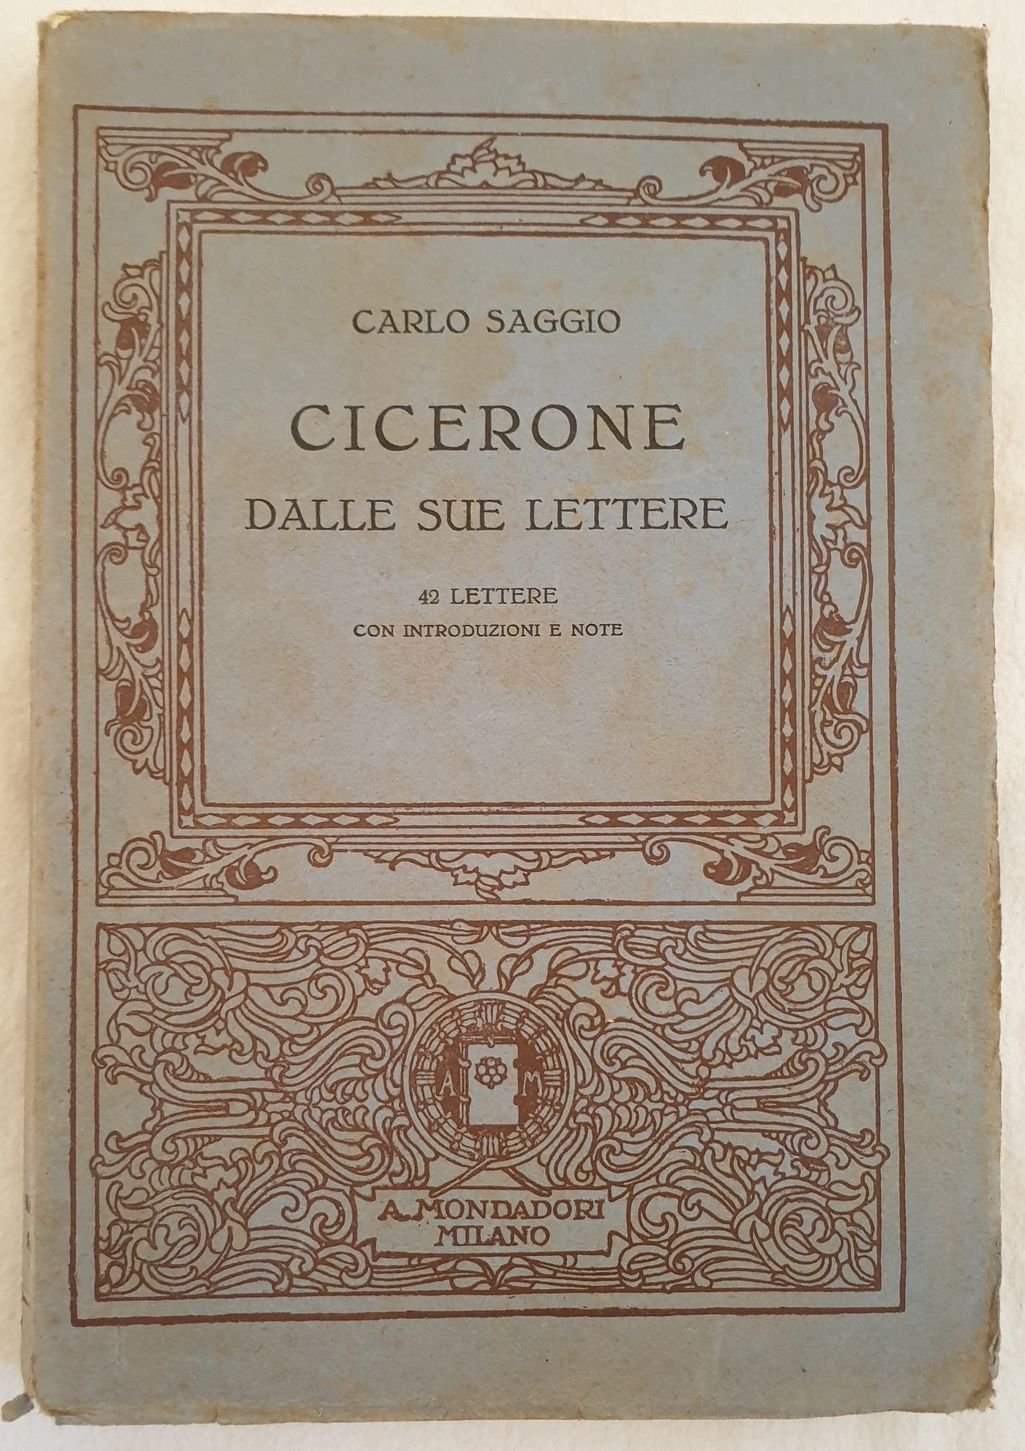 CARLO SAGGIO
CICERONE
DALLE SUE LETTERE
42 LETTERE
CON INTRODUZIONI E NOTE
A M
A. MONDADORI
MILANO